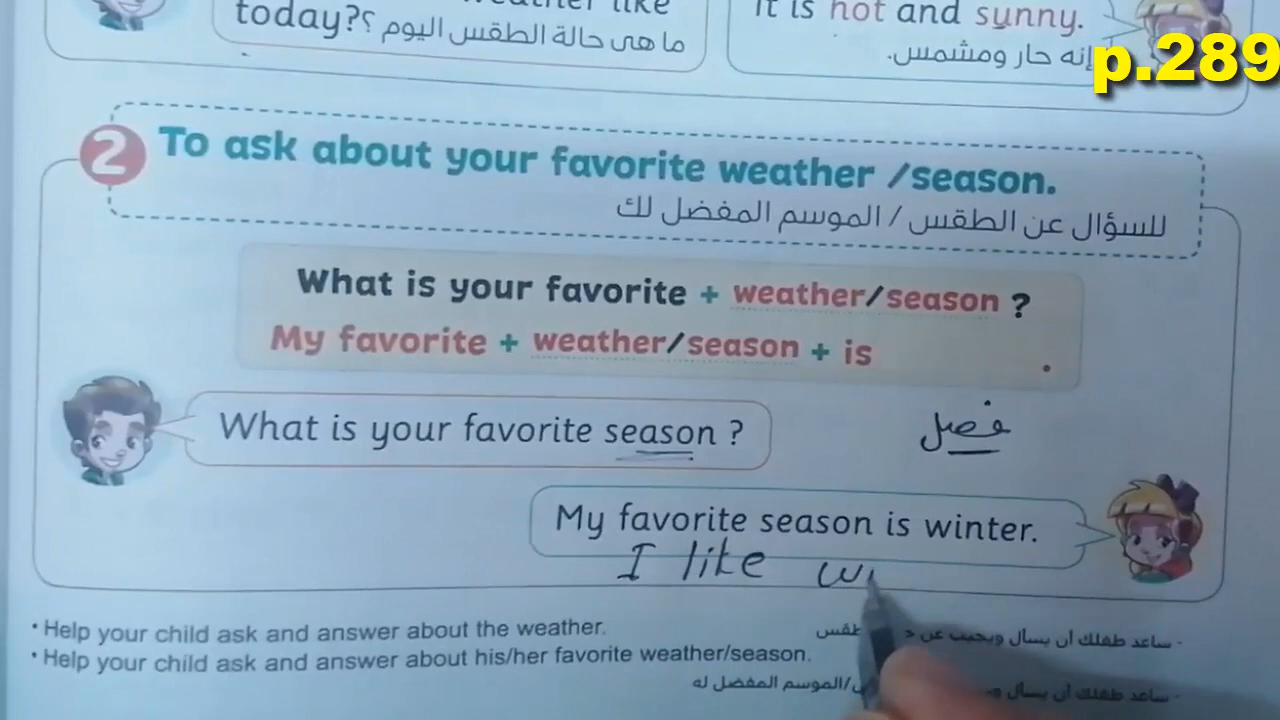 today?
ما هي حالة الطقس اليوم؟
It is hot and sunny.
إنه حار ومشمس.
p.289
2 To ask about your favorite weather /season.
للسؤال عن الطقس / الموسم المفضل لك
What is your favorite + weather/season ?
My favorite + weather/season + is .
What is your favorite season ?
فصل
My favorite season is winter.
I like wi
• Help your child ask and answer about the weather.
- ساعد طفلك أن يسأل ويجيب عن
• Help your child ask and answer about his/her favorite weather/season.
- ساعد طفلك أن يسأل /الموسم المفضل له